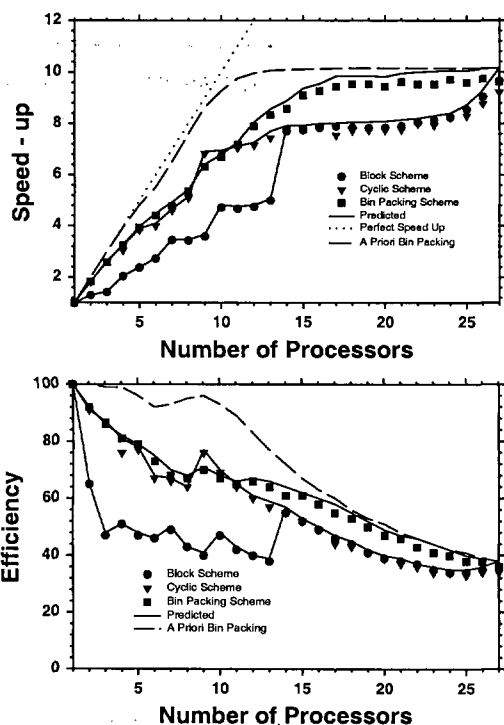 12
10
8
6
4
2
Speed - up
Block Scheme
Cyclic Scheme
Bin Packing Scheme
Predicted
Perfect Speed Up
A Priori Bin Packing
5 10 15 20 25
Number of Processors
100
80
60
40
20
0
Efficiency
Block Scheme
Cyclic Scheme
Bin Packing Scheme
Predicted
A Priori Bin Packing
5 10 15 20 25
Number of Processors